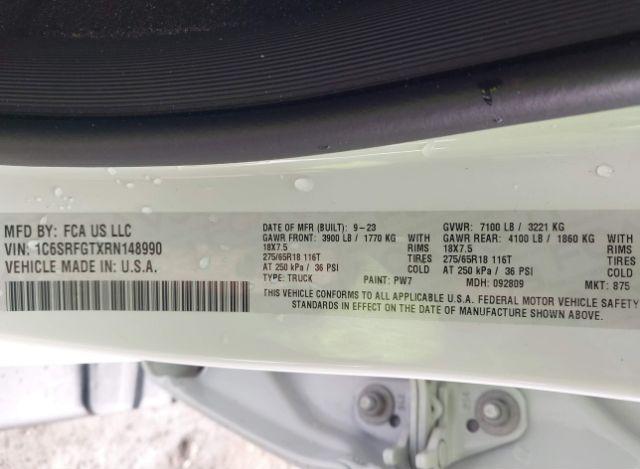 MFD BY: FCA US LLC
VIN: 1C6SRFGTXRN148990
VEHICLE MADE IN: U.S.A.
DATE OF MFR (BUILT): 9-23 GVWR: 7100 LB / 3221 KG
GAWR FRONT: 3900 LB / 1770 KG WITH GAWR REAR: 4100 LB / 1860 KG WITH
18X7.5 RIMS 18X7.5 RIMS
275/65R18 116T TIRES 275/65R18 116T TIRES
AT 250 kPa / 36 PSI COLD AT 250 kPa / 36 PSI COLD
TYPE: TRUCK PAINT: PW7 MDH: 092809 MKT: 875
THIS VEHICLE CONFORMS TO ALL APPLICABLE U.S.A. FEDERAL MOTOR VEHICLE SAFETY
STANDARDS IN EFFECT ON THE DATE OF MANUFACTURE SHOWN ABOVE.